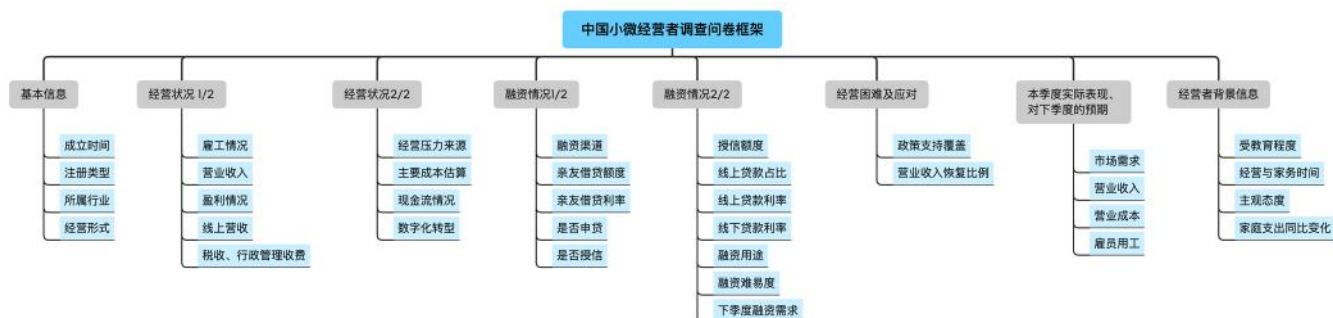 中国小微经营者调查问卷框架
基本信息
成立时间
注册类型
所属行业
经营形式
经营状况 1/2
雇工情况
营业收入
盈利情况
线上营收
税收、行政管理收费
经营状况2/2
经营压力来源
主要成本估算
现金流情况
数字化转型
融资情况1/2
融资渠道
亲友借贷额度
亲友借贷利率
是否申贷
是否授信
融资情况2/2
授信额度
线上贷款占比
线上贷款利率
线下贷款利率
融资用途
融资难易度
下季度融资需求
经营困难及应对
政策支持覆盖
营业收入恢复比例
本季度实际表现、
对下季度的预期
市场需求
营业收入
营业成本
雇员用工
经营者背景信息
受教育程度
经营与家务时间
主观态度
家庭支出同比变化